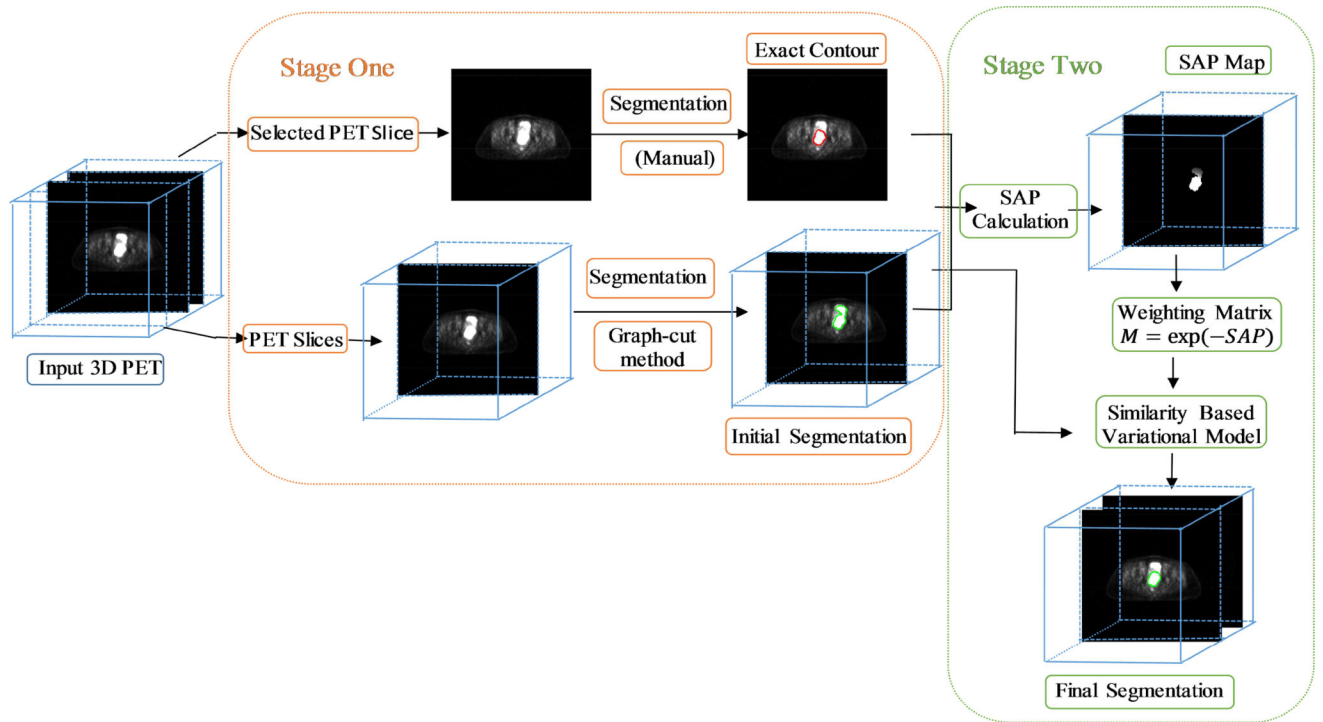 Stage One
Exact Contour
Selected PET Slice
Segmentation
(Manual)
Input 3D PET
PET Slices
Segmentation
Graph-cut
method
Initial Segmentation
Stage Two
SAP Map
SAP
Calculation
Weighting Matrix
M = exp(−SAP)
Similarity Based
Variational Model
Final Segmentation